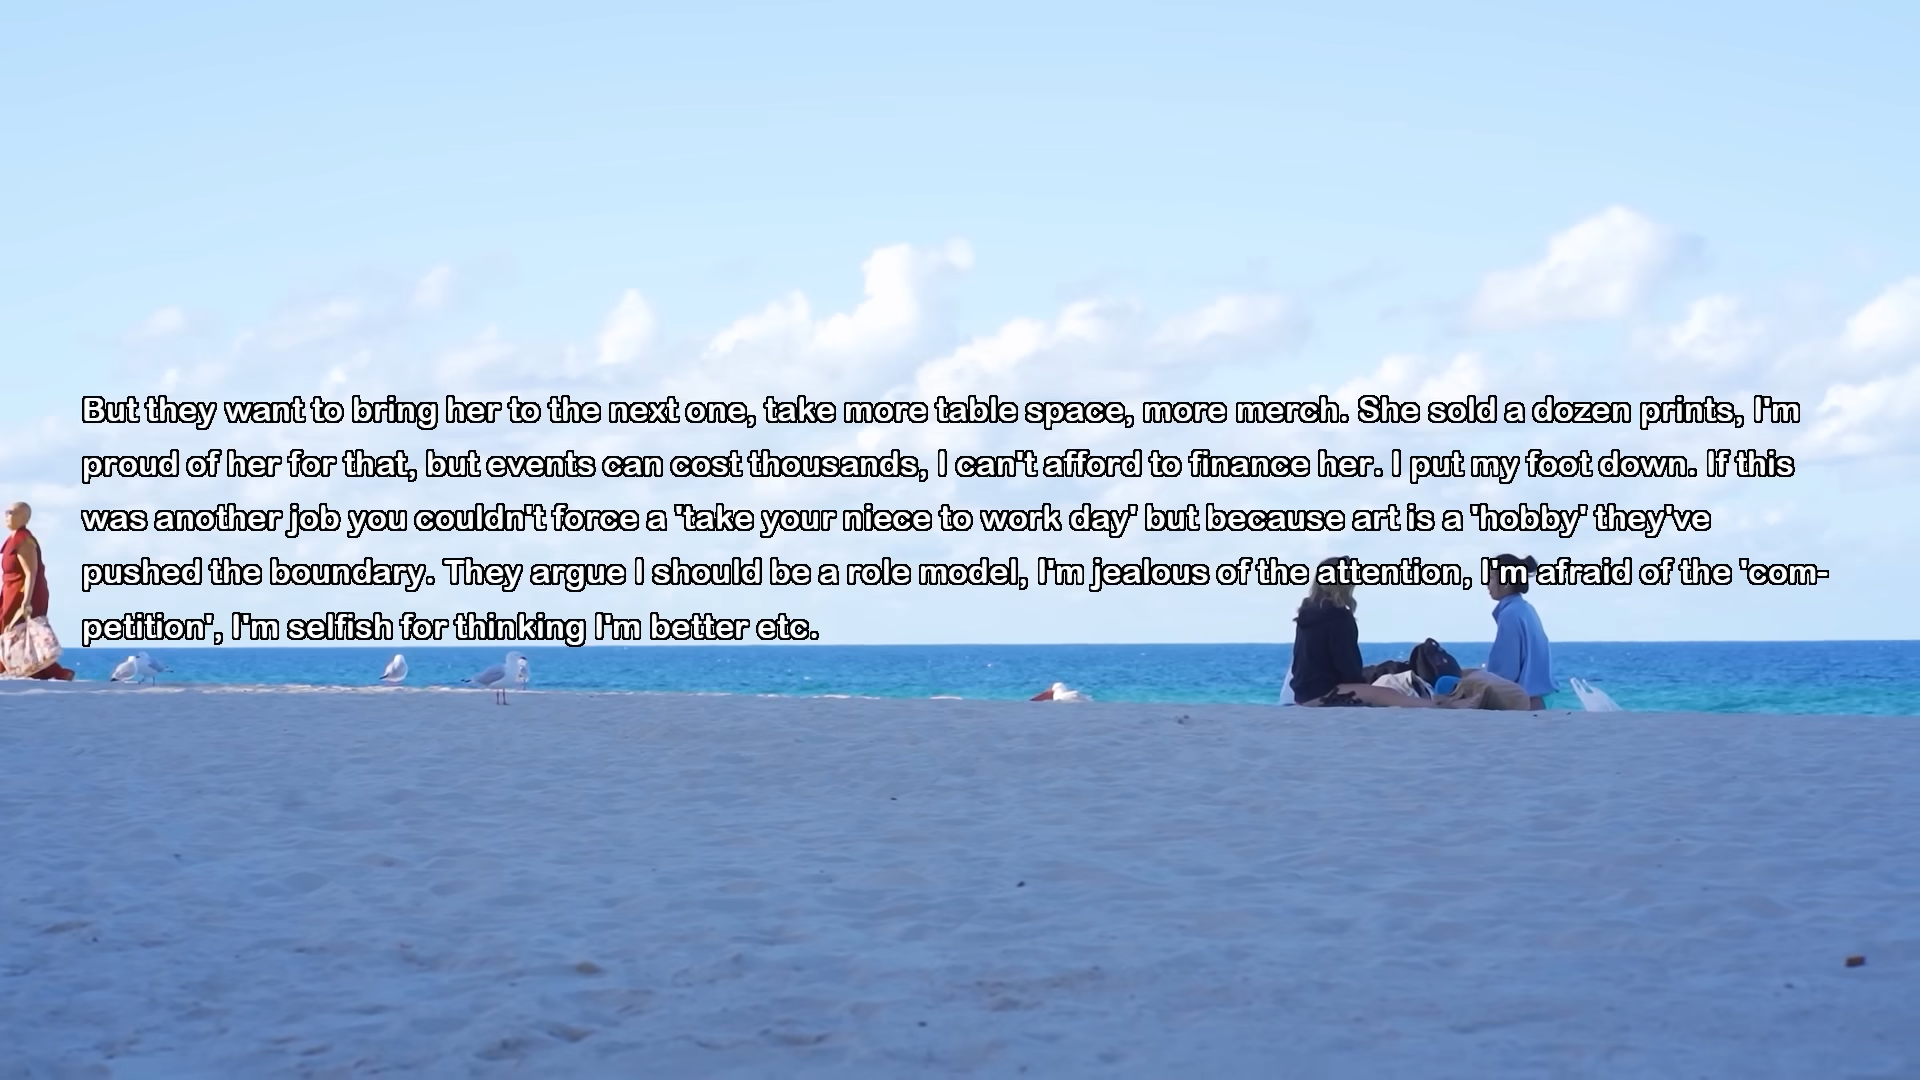 But they want to bring her to the next one, take more table space, more merch. She sold a dozen prints, I'm
proud of her for that, but events can cost thousands, I can't afford to finance her. I put my foot down. If this
was another job you couldn't force a 'take your niece to work day' but because art is a 'hobby' they've
pushed the boundary. They argue I should be a role model, I'm jealous of the attention, I'm afraid of the 'com-
petition', I'm selfish for thinking I'm better etc.